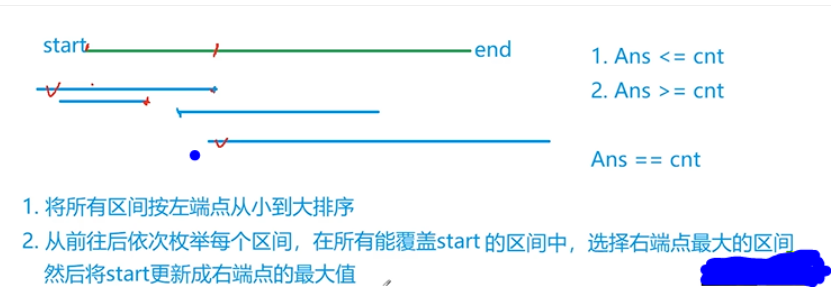 start
end
1. Ans <= cnt
2. Ans >= cnt
Ans == cnt
1. 将所有区间按左端点从小到大排序
2. 从前往后依次枚举每个区间，在所有能覆盖start 的区间中，选择右端点最大的区间
然后将start更新成右端点的最大值